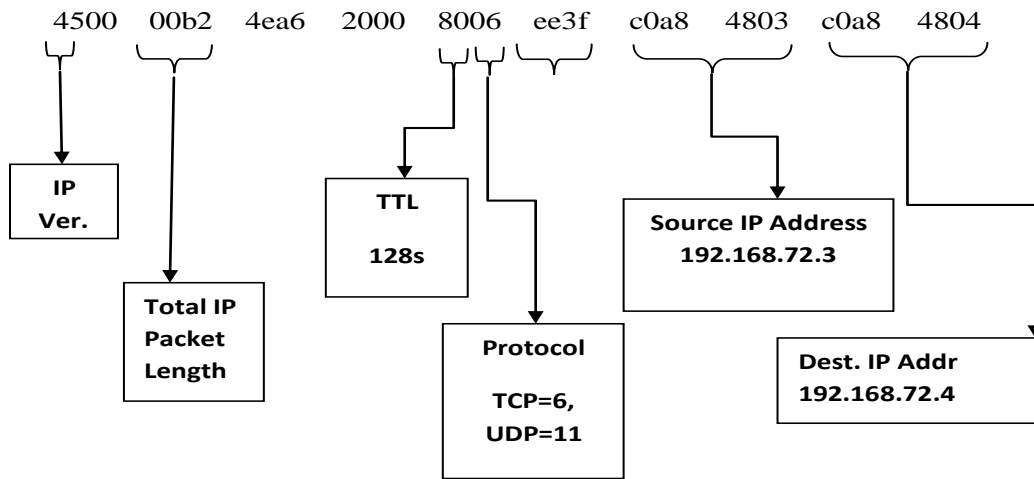 4500 00b2 4ea6 2000 8006 ee3f c0a8 4803 c0a8 4804
IP
Ver.
Total IP
Packet
Length
TTL
128s
Protocol
TCP=6,
UDP=11
Source IP Address
192.168.72.3
Dest. IP Addr
192.168.72.4